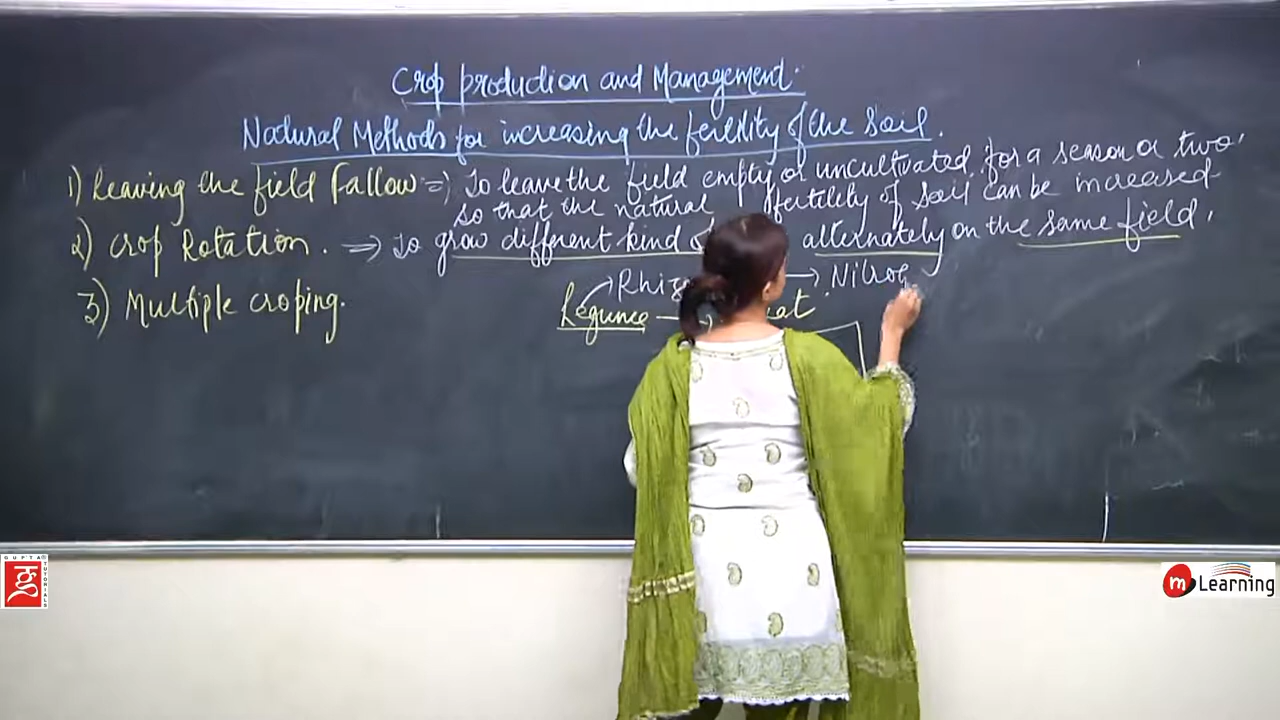 Crop production and Management.
Natural Methods for increasing the fertility of the soil.
1) Leaving the field fallow => To leave the field empty or uncultivated for a season or two.
so that the natural fertility of soil can be increased
2) Crop Rotation. => To grow different kind of alternately on the same field.
→ Nitrog
3) Multiple croping.
Legume →
GUPTA TUTORIALS
m Learning